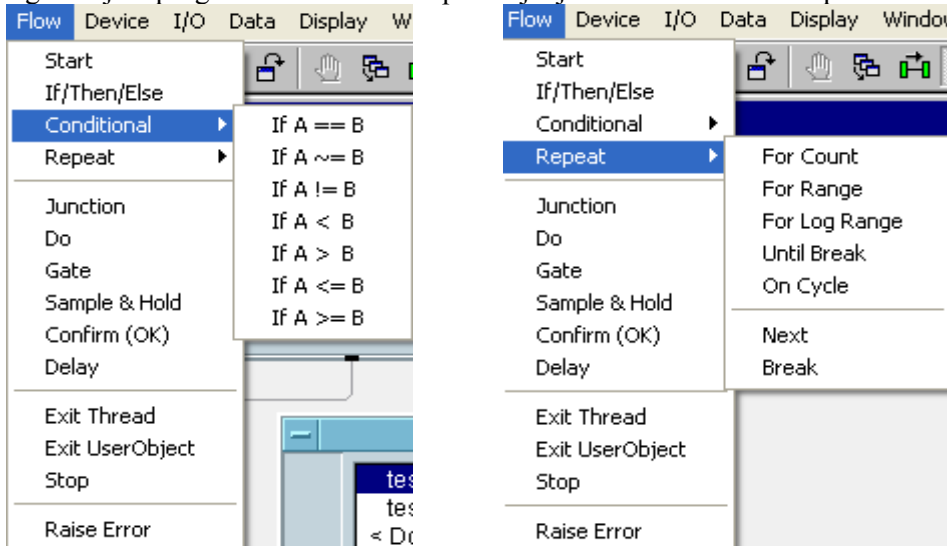 Flow Device I/O Data Display
Start
If/Then/Else
Conditional
Repeat
Junction
Do
Gate
Sample & Hold
Confirm (OK)
Delay
Exit Thread
Exit UserObject
Stop
Raise Error
If A == B
If A ~= B
If A != B
If A < B
If A > B
If A <= B
If A >= B
Flow Device I/O Data Display
Start
If/Then/Else
Conditional
Repeat
Junction
Do
Gate
Sample & Hold
Confirm (OK)
Delay
Exit Thread
Exit UserObject
Stop
Raise Error
For Count
For Range
For Log Range
Until Break
On Cycle
Next
Break